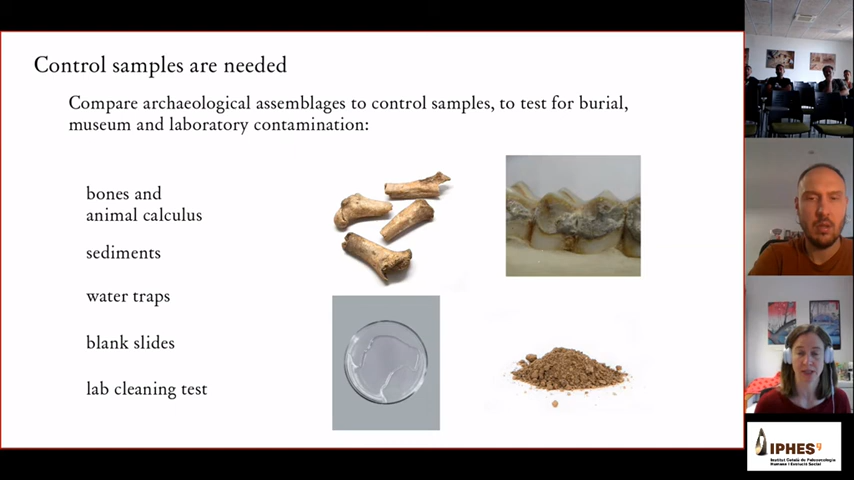 Control samples are needed
Compare archaeological assemblages to control samples, to test for burial,
museum and laboratory contamination:
bones and
animal calculus
sediments
water traps
blank slides
lab cleaning test
IPHES
Institut Català de Paleoecologia
Humana i Evolució Social